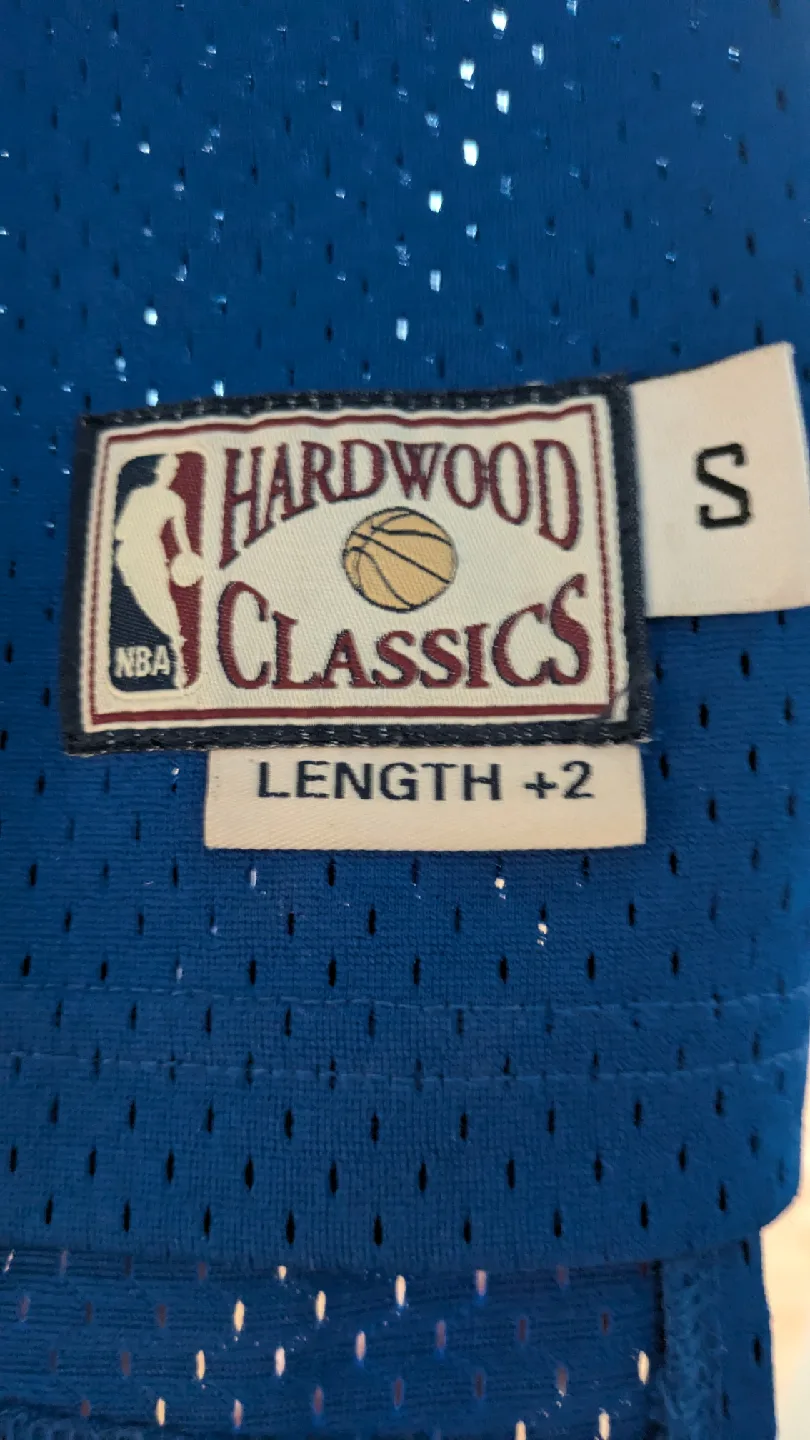 HARDWOOD
CLASSICS
NBA
S
LENGTH +2